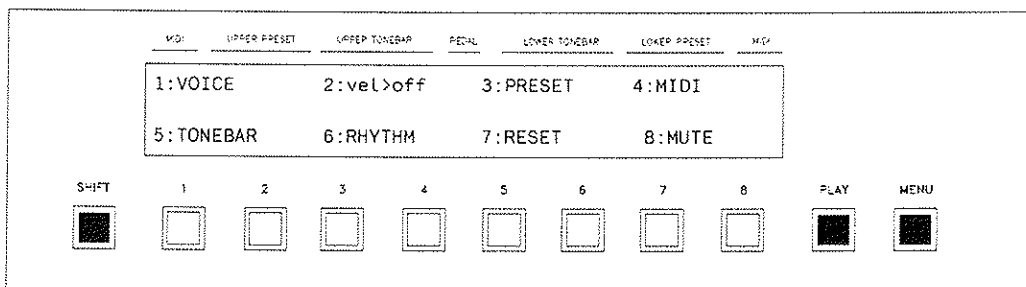 MIDI UPPER PRESET UPPER TONEBAR PEDAL LOWER TONEBAR LOWER PRESET MIDI
1:VOICE 2:vel>off 3:PRESET 4:MIDI
5:TONEBAR 6:RHYTHM 7:RESET 8:MUTE
SHIFT 1 2 3 4 5 6 7 8 PLAY MENU